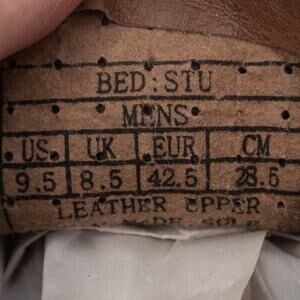 BED:STU
MENS
US. UK EUR CM
9.5 8.5 42.5 28.5
LEATHER UPPER